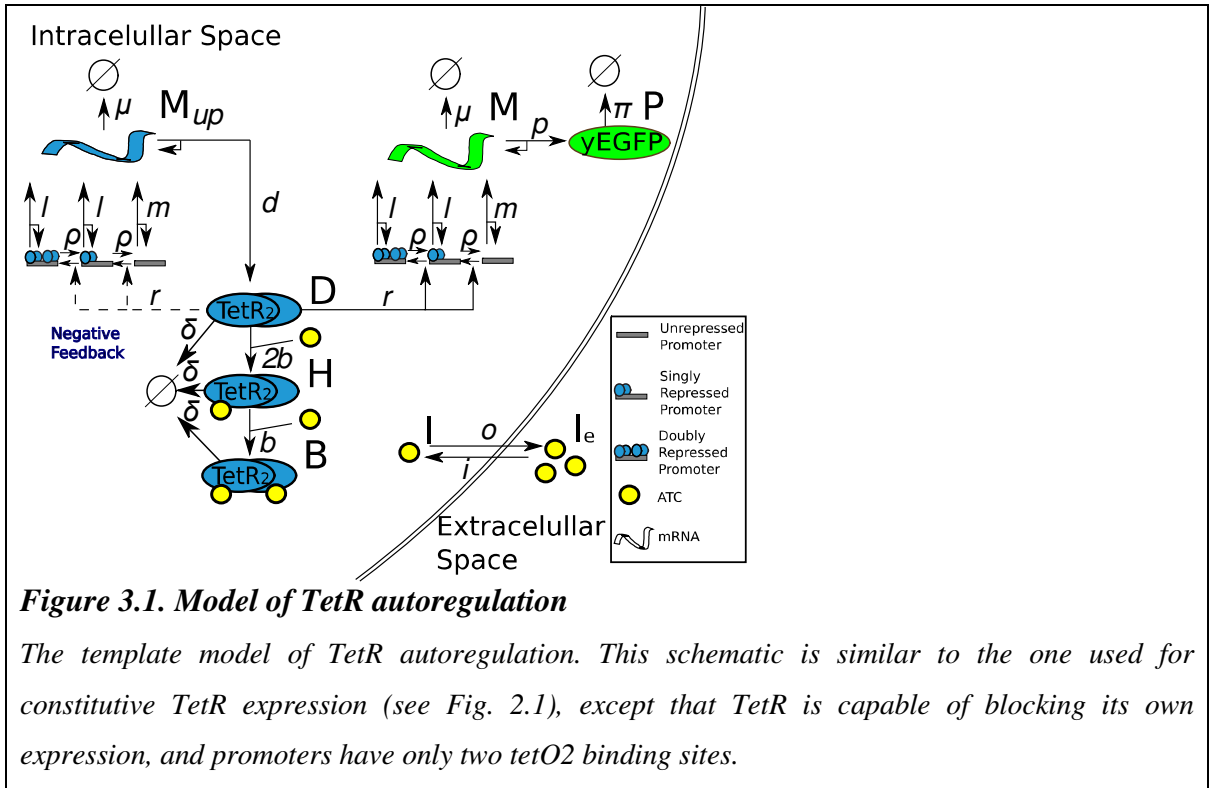 Intracelullar Space
μ
M up
μ
M
p
π P
yEGFP
l
l
m
ρ
ρ
d
l
l
m
ρ
ρ
r
TetR2
D
r
Negative
Feedback
δ
2b
δ
TetR2
H
δ
b
TetR2
B
I
o
Ie
i
Extracelullar
Space
Unrepressed
Promoter
Singly
Repressed
Promoter
Doubly
Repressed
Promoter
ATC
mRNA
Figure 3.1. Model of TetR autoregulation
The template model of TetR autoregulation. This schematic is similar to the one used for
constitutive TetR expression (see Fig. 2.1), except that TetR is capable of blocking its own
expression, and promoters have only two tetO2 binding sites.